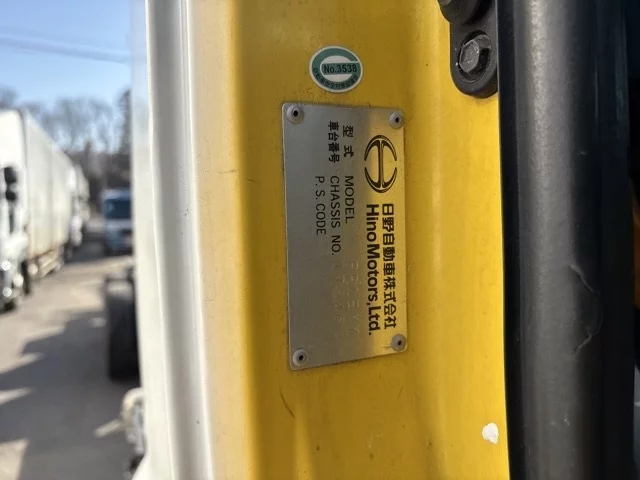 No.3538
日野自動車株式会社
Hino Motors, Ltd.
型式 MODEL
車台番号 CHASSIS NO.
P.S. CODE